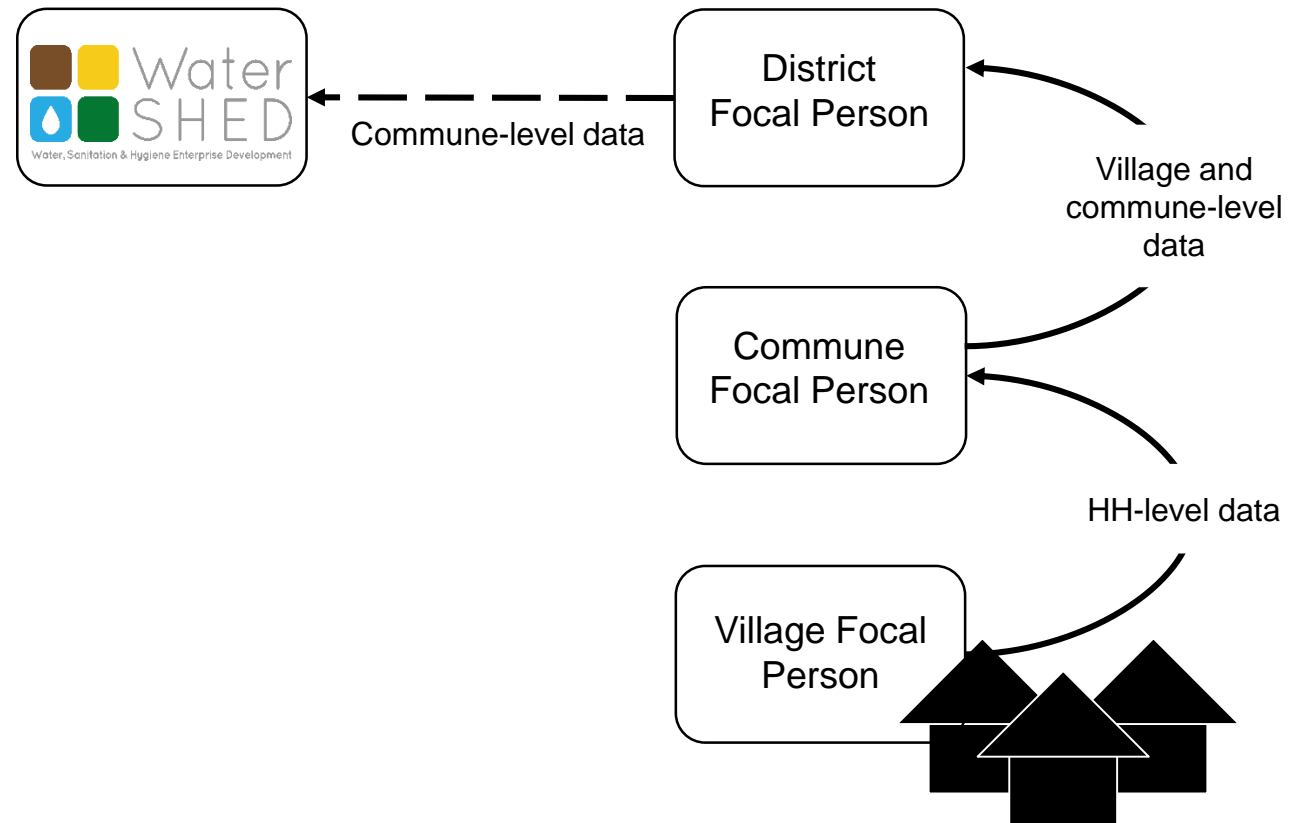 Water
SHED
Water, Sanitation & Hygiene Enterprise Development
Commune-level data
District
Focal Person
Village and
commune-level
data
Commune
Focal Person
HH-level data
Village Focal
Person